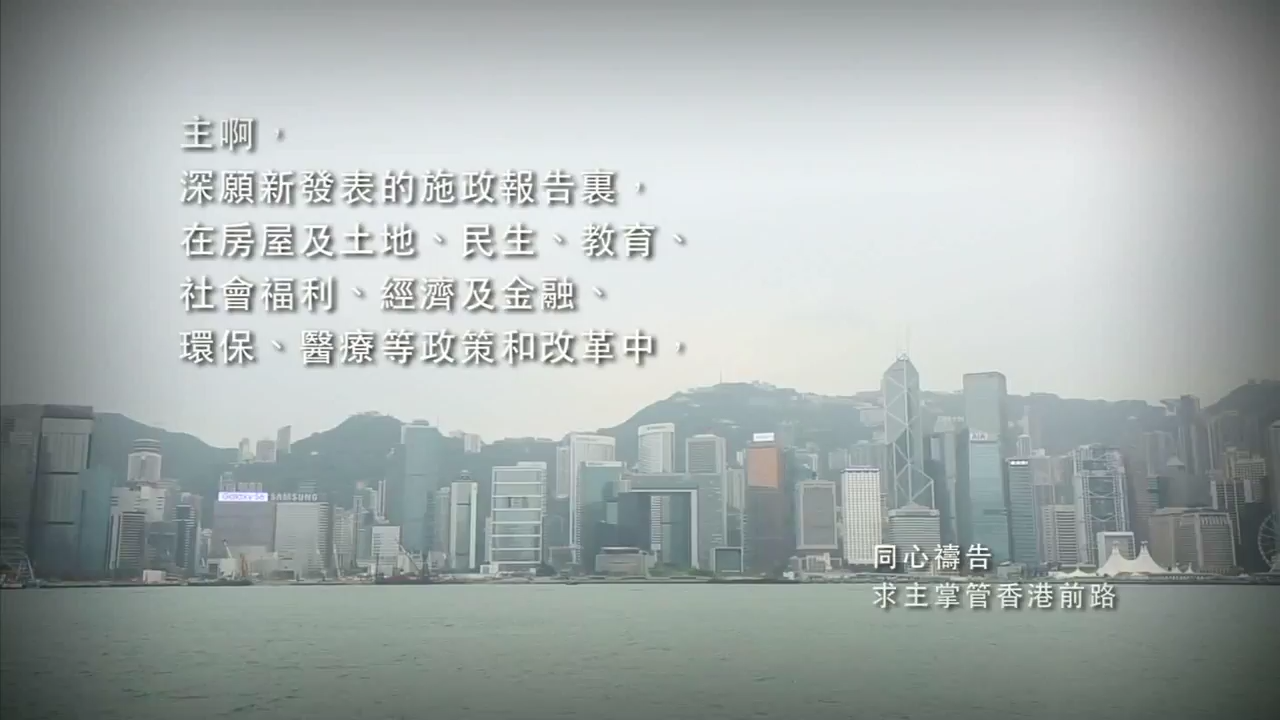 主啊，
深願新發表的施政報告裏，
在房屋及土地、民生、教育、
社會福利、經濟及金融、
環保、醫療等政策和改革中，
Galaxy S6 SAMSUNG
AIA
同心禱告
求主掌管香港前路